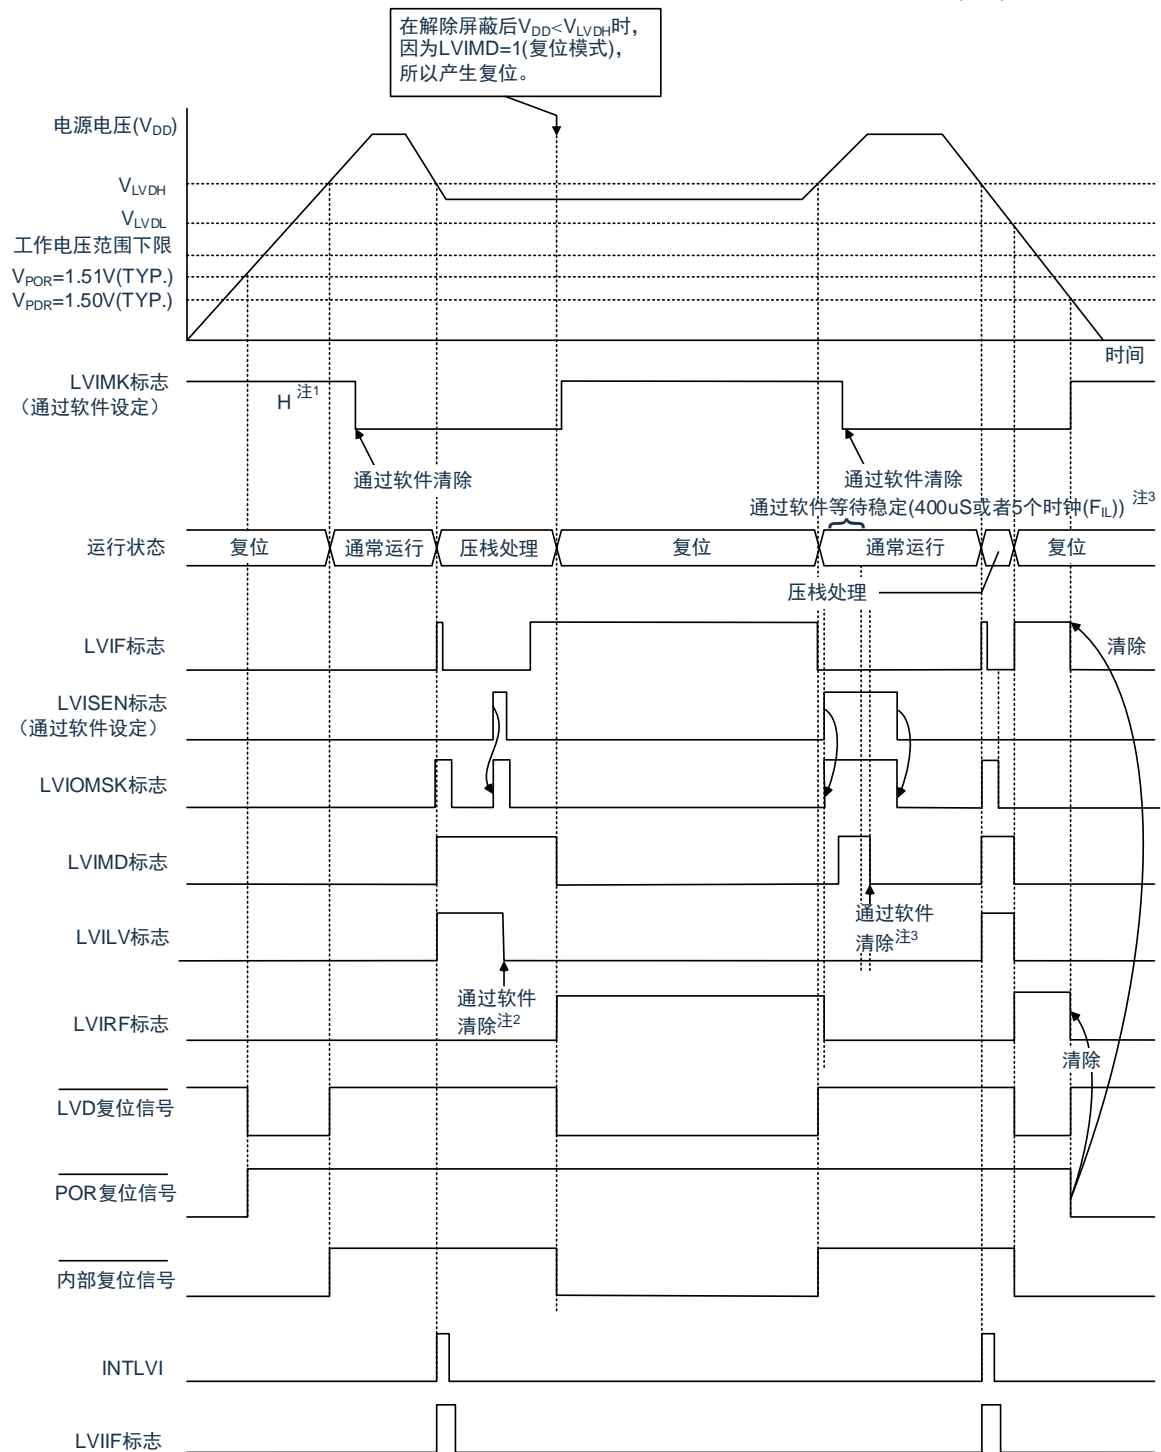 在解除屏蔽后VDD<VLVDH时，
因为LVIMD=1(复位模式)，
所以产生复位。
电源电压(VDD)
VLVDH
VLVDL
工作电压范围下限
VPOR=1.51V(TYP.)
VPDR=1.50V(TYP.)
时间
LVIMK标志
（通过软件设定）
H 注1
通过软件清除
通过软件清除
通过软件等待稳定(400uS或者5个时钟(FIL)) 注3
运行状态
复位
通常运行
压栈处理
复位
通常运行
复位
压栈处理
LVIF标志
清除
LVISEN标志
（通过软件设定）
LVIOMSK标志
LVIMD标志
通过软件
清除注3
LVILV标志
通过软件
清除注2
LVIRF标志
清除
LVD复位信号
POR复位信号
内部复位信号
INTLVI
LVIIF标志